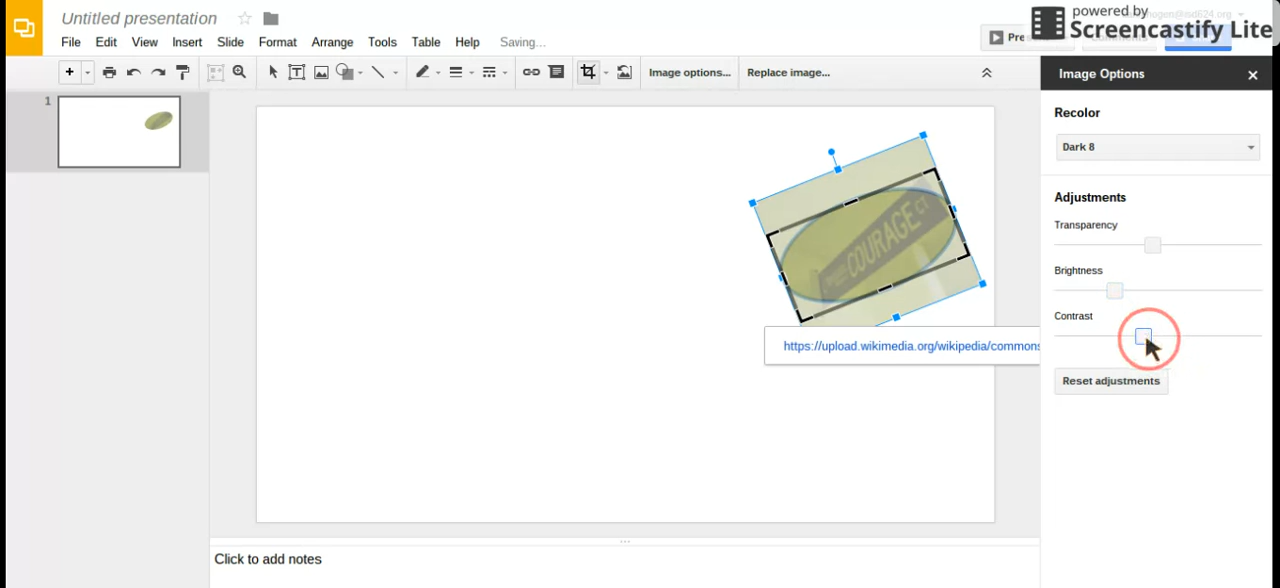 Untitled presentation
powered by
Screencastify Lite
File Edit View Insert Slide Format Arrange Tools Table Help Saving...
Image options... Replace image...
Image Options
1
Recolor
Dark 8
Adjustments
Transparency
Brightness
Contrast
Reset adjustments
COURAGE CT
https://upload.wikimedia.org/wikipedia/commons
Click to add notes